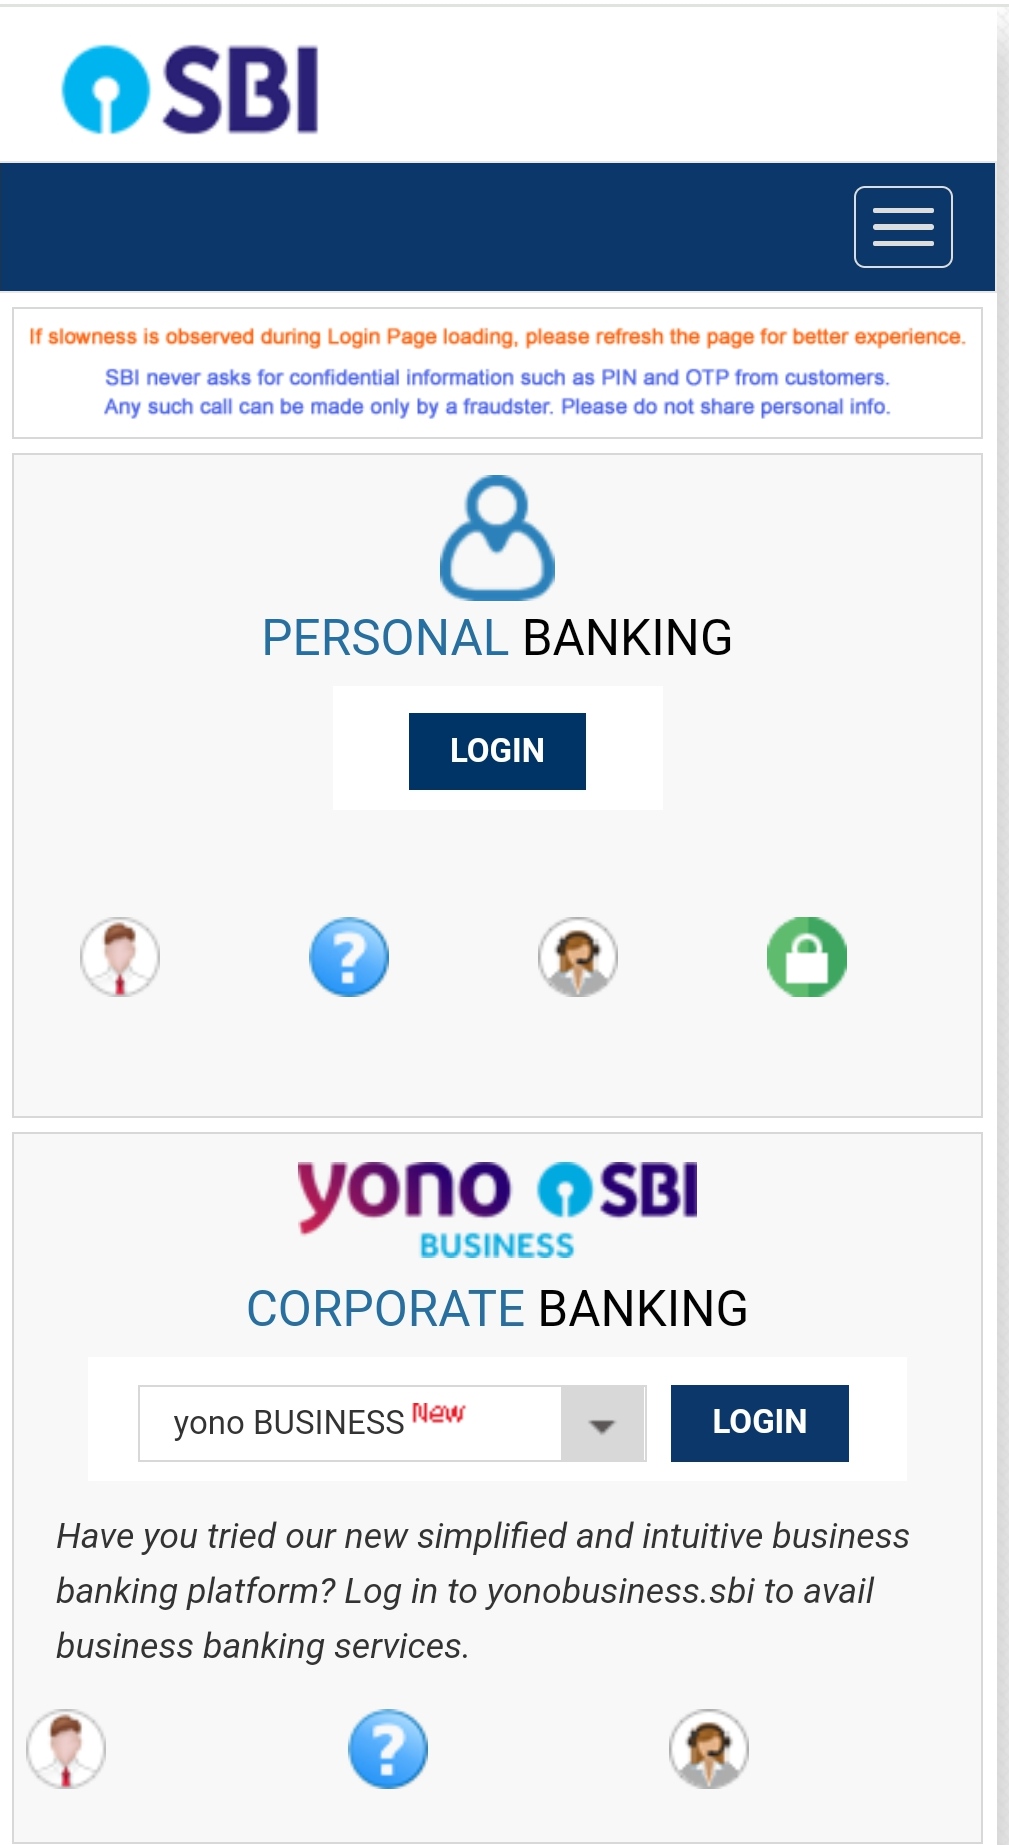 SBI
If slowness is observed during Login Page loading, please refresh the page for better experience.
SBI never asks for confidential information such as PIN and OTP from customers.
Any such call can be made only by a fraudster. Please do not share personal info.
PERSONAL BANKING
LOGIN
?
yono SBI
BUSINESS
CORPORATE BANKING
yono BUSINESS New
LOGIN
Have you tried our new simplified and intuitive business
banking platform? Log in to yonobusiness.sbi to avail
business banking services.
?